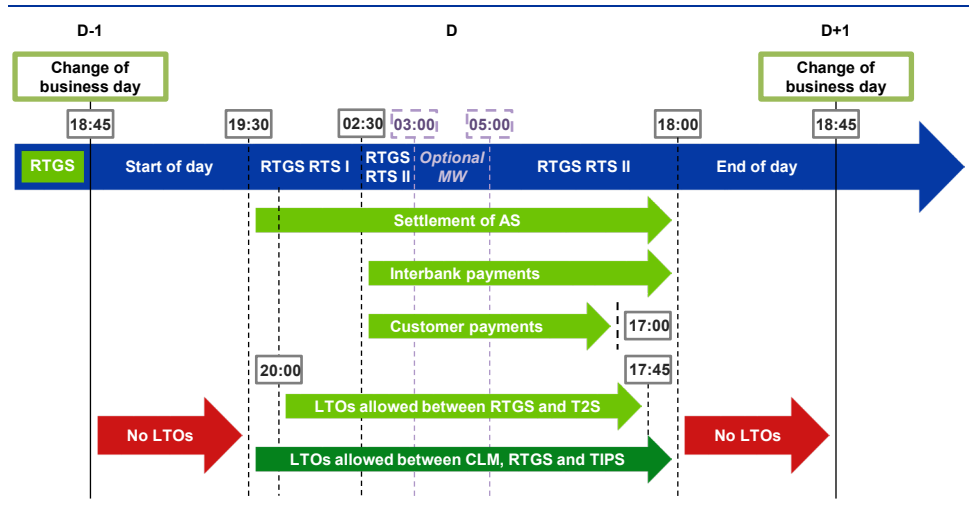 D-1
D
D+1
Change of
business day
Change of
business day
18:45
19:30
02:30
03:00
05:00
18:00
18:45
RTGS
Start of day
RTGS RTS I
RTGS
RTS II
Optional
MW
RTGS RTS II
End of day
Settlement of AS
Interbank payments
Customer payments
17:00
20:00
17:45
LTOs allowed between RTGS and T2S
No LTOs
No LTOs
LTOs allowed between CLM, RTGS and TIPS